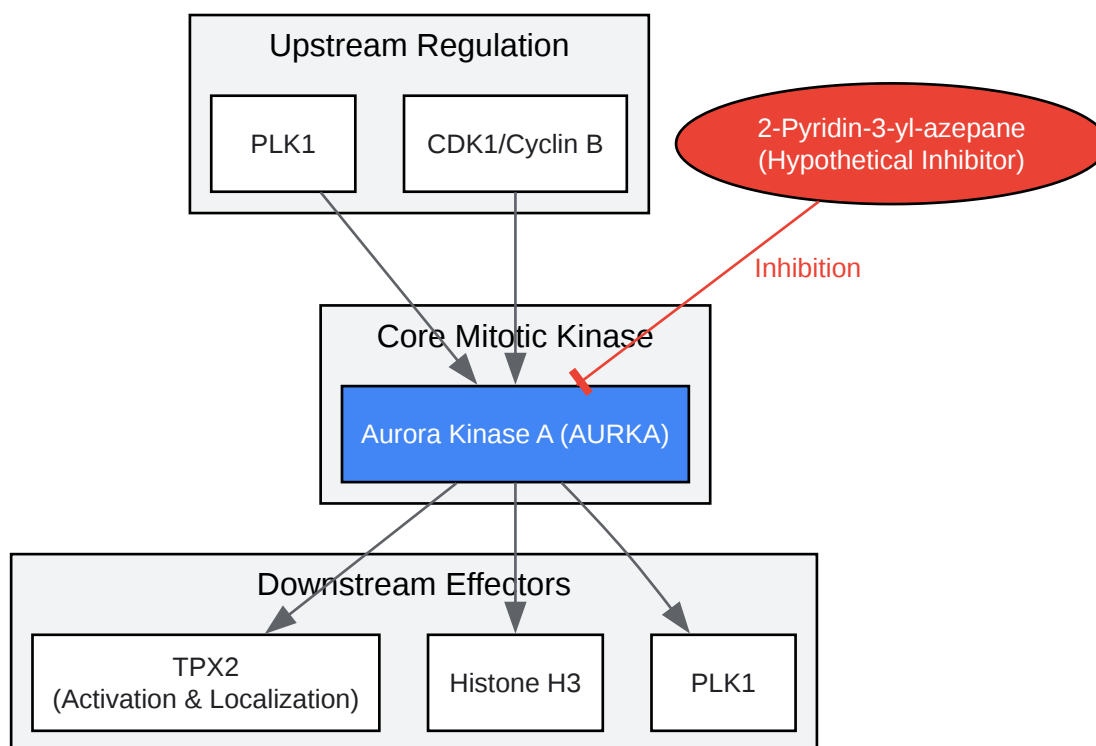 Upstream Regulation
PLK1
CDK1/Cyclin B
2-Pyridin-3-yl-azepane
(Hypothetical Inhibitor)
Inhibition
Core Mitotic Kinase
Aurora Kinase A (AURKA)
Downstream Effectors
TPX2
(Activation & Localization)
Histone H3
PLK1